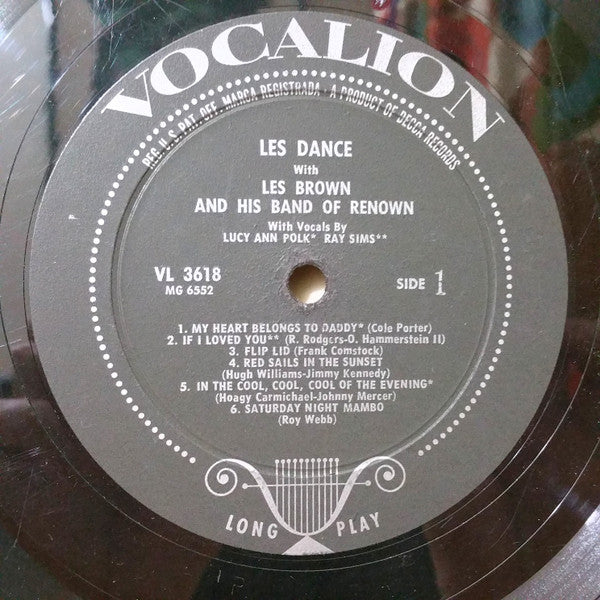 VOCALION
REG. U.S. PAT. OFF. MARCA REGISTRADA • A PRODUCT OF DECCA RECORDS
LES DANCE
With
LES BROWN
AND HIS BAND OF RENOWN
With Vocals By
LUCY ANN POLK* RAY SIMS**
VL 3618
MG 6552
SIDE 1
1. MY HEART BELONGS TO DADDY* (Cole Porter)
2. IF I LOVED YOU** (R. Rodgers-O. Hammerstein II)
3. FLIP LID (Frank Comstock)
4. RED SAILS IN THE SUNSET
(Hugh Williams-Jimmy Kennedy)
5. IN THE COOL, COOL, COOL OF THE EVENING*
(Hoagy Carmichael-Johnny Mercer)
6. SATURDAY NIGHT MAMBO
(Roy Webb)
LONG PLAY